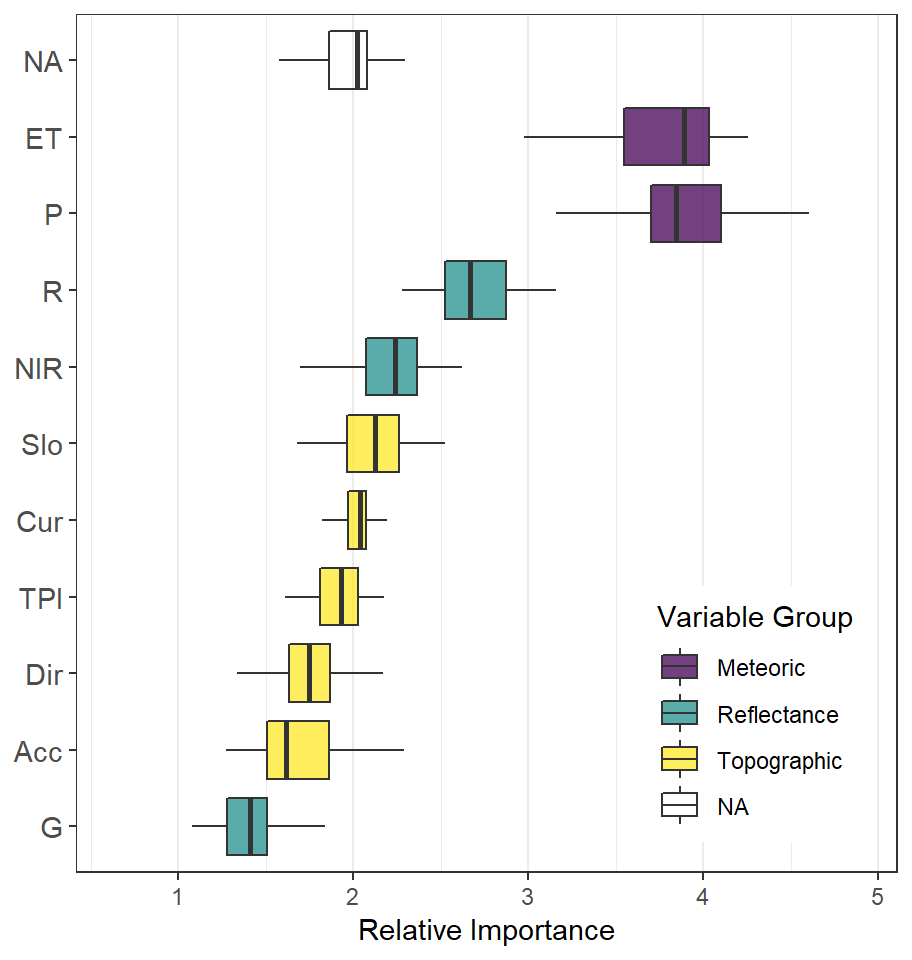 NA
ET
P
R
NIR
Slo
Cur
TPI
Dir
Acc
G
Variable Group
Meteoric
Reflectance
Topographic
NA
1 2 3 4 5
Relative Importance